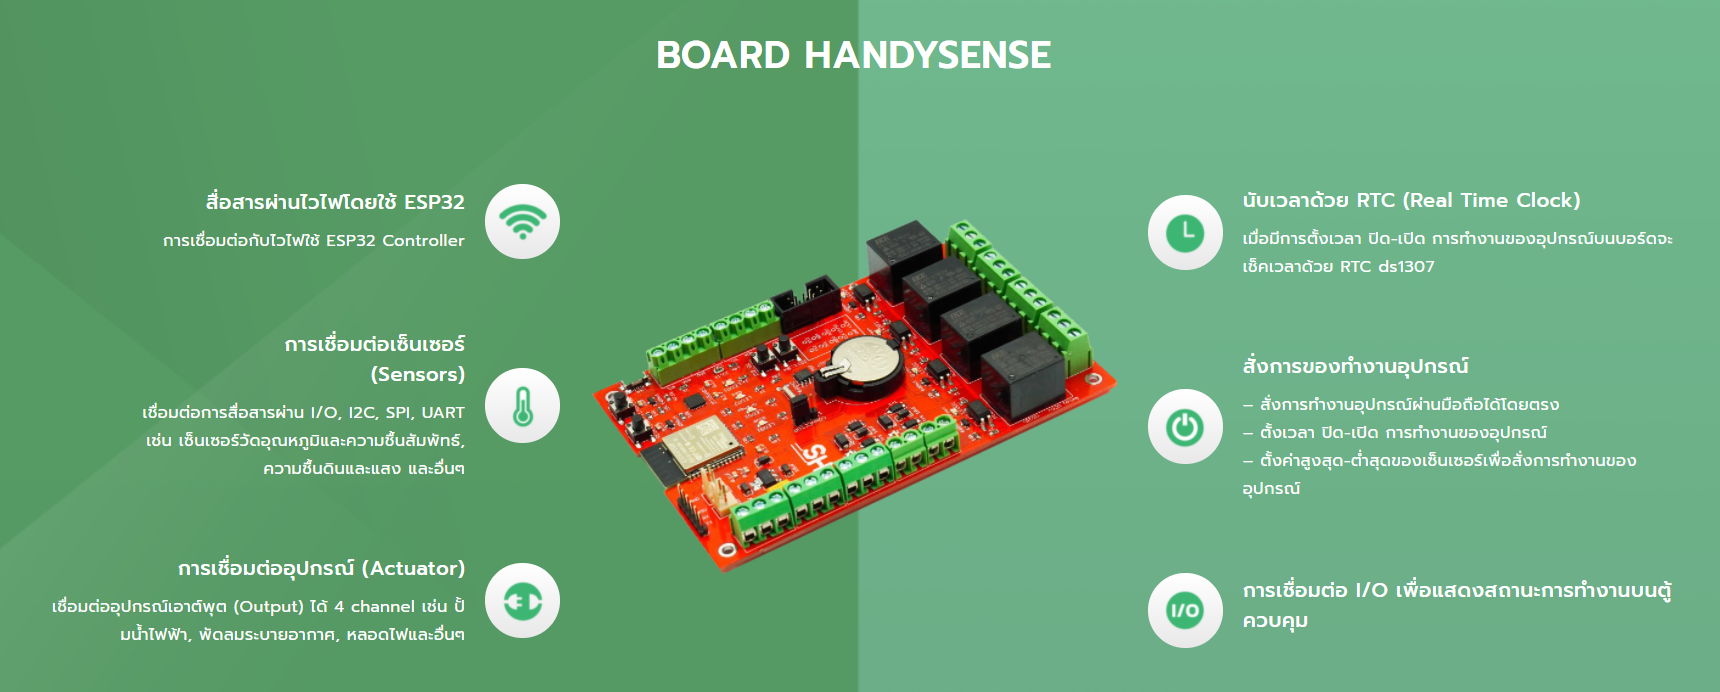 BOARD HANDYSENSE
สื่อสารผ่านไวไฟโดยใช้ ESP32
การเชื่อมต่อกับไวไฟใช้ ESP32 Controller
การเชื่อมต่อเซ็นเซอร์
(Sensors)
เชื่อมต่อการสื่อสารผ่าน I/O, I2C, SPI, UART
เช่น เซ็นเซอร์วัดอุณหภูมิและความชื้นสัมพัทธ์,
ความชื้นดินและแสง และอื่นๆ
การเชื่อมต่ออุปกรณ์ (Actuator)
เชื่อมต่ออุปกรณ์เอาต์พุต (Output) ได้ 4 channel เช่น ปั้
มน้ำไฟฟ้า, พัดลมระบายอากาศ, หลอดไฟและอื่นๆ
นับเวลาด้วย RTC (Real Time Clock)
เมื่อมีการตั้งเวลา ปิด-เปิด การทำงานของอุปกรณ์บนบอร์ดจะ
เช็คเวลาด้วย RTC ds1307
สั่งการของทำงานอุปกรณ์
– สั่งการทำงานอุปกรณ์ผ่านมือถือได้โดยตรง
– ตั้งเวลา ปิด-เปิด การทำงานของอุปกรณ์
– ตั้งค่าสูงสุด-ต่ำสุดของเซ็นเซอร์เพื่อสั่งการทำงานของ
อุปกรณ์
I/O
การเชื่อมต่อ I/O เพื่อแสดงสถานะการทำงานบนตู้
ควบคุม
SH